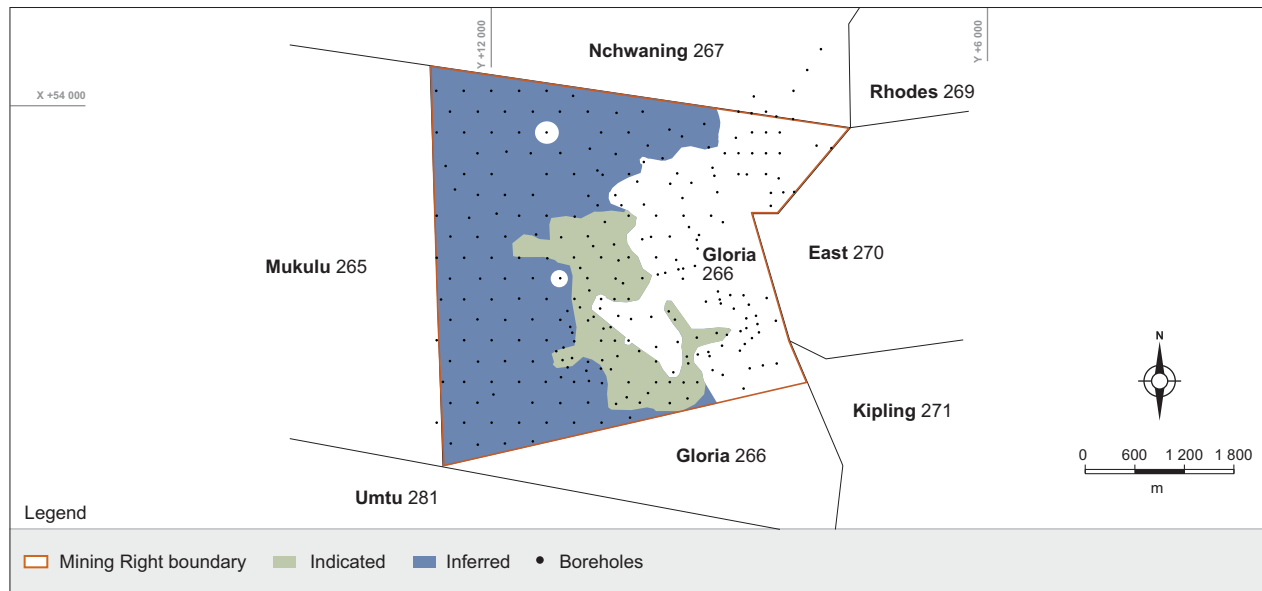 Y +12 000
Y +6 000
Nchwaning 267
Rhodes 269
X +54 000
Gloria
266
East 270
Mukulu 265
N
Kipling 271
Gloria 266
0 600 1 200 1 800
m
Umtu 281
Legend
Mining Right boundary Indicated Inferred Boreholes